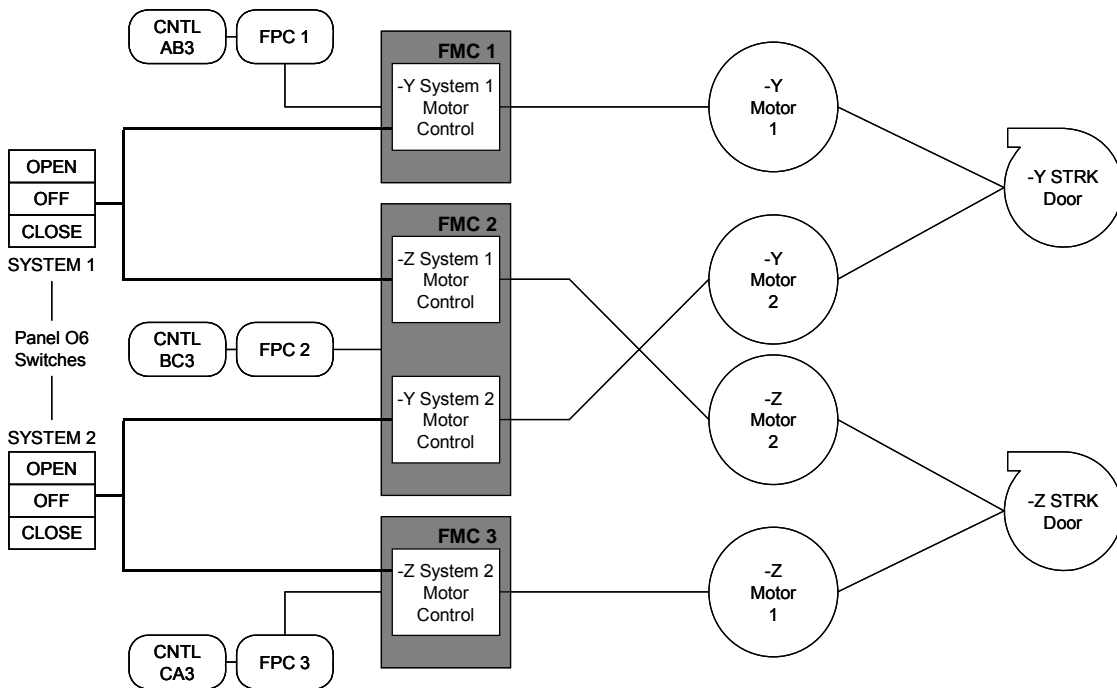 CNTL
AB3
FPC 1
FMC 1
-Y System 1
Motor
Control
-Y
Motor
1
OPEN
OFF
CLOSE
SYSTEM 1
-Y STRK
Door
FMC 2
-Z System 1
Motor
Control
-Y
Motor
2
Panel O6
Switches
CNTL
BC3
FPC 2
-Y System 2
Motor
Control
-Z
Motor
2
SYSTEM 2
OPEN
OFF
CLOSE
-Z STRK
Door
FMC 3
-Z System 2
Motor
Control
-Z
Motor
1
CNTL
CA3
FPC 3